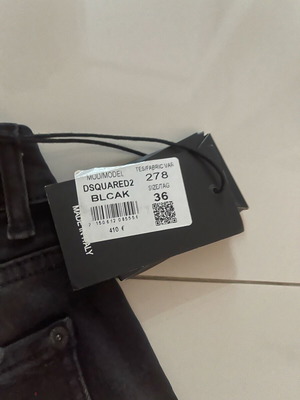 MOD/MODEL TES/FABRIC VAR
DSQUARED2 278
BLCAK SIZE/TAG
36
410 €
MADE IN ITALY